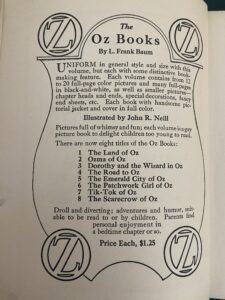 The
Oz Books
By L. Frank Baum
UNIFORM in general style and size with this
volume, but each with some distinctive book-
making feature. Each volume contains from 12
to 20 full-page color pictures and many full-pages
in black-and-white, as well as smaller pictures—
chapter heads and ends, special decorations, fancy
end sheets, etc. Each book with handsome pic-
torial jacket and cover in full color.
Illustrated by John R. Neill
Pictures full of whimsy and fun; each volume is a gay
picture book to delight children too young to read.
There are now eight titles of the Oz Books:
1 The Land of Oz
2 Ozma of Oz
3 Dorothy and the Wizard in Oz
4 The Road to Oz
5 The Emerald City of Oz
6 The Patchwork Girl of Oz
7 Tik-Tok of Oz
8 The Scarecrow of Oz
Droll and diverting; adventures and humor, suit-
able to be read to or by children. Parents find
personal enjoyment in
a bedtime chapter or so.
Price Each, $1.25
OZ
OZ
OZ
OZ